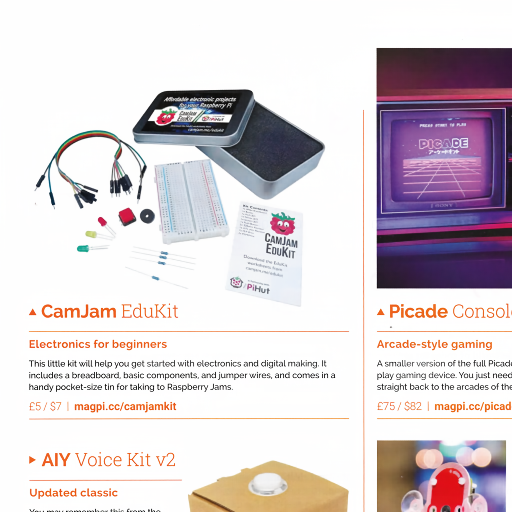 Affordable electronic projects
for your Raspberry Pi
CAMJAM
EDUKIT
PiHut
camjam.me/edukit
CAMJAM
EDUKIT
Download the EduKit
worksheets from
camjam.me/edukit
PiHut
PRESS START TO PLAY
PICADE
CamJam EduKit
Electronics for beginners
This little kit will help you get started with electronics and digital making. It
includes a breadboard, basic components, and jumper wires, and comes in a
handy pocket-size tin for taking to Raspberry Jams.
£5 / $7 | magpi.cc/camjamkit
Picade Consol
Arcade-style gaming
A smaller version of the full Picad
play gaming device. You just need
straight back to the arcades of the
£75 / $82 | magpi.cc/picad
AIY Voice Kit v2
Updated classic
You may remember this from the